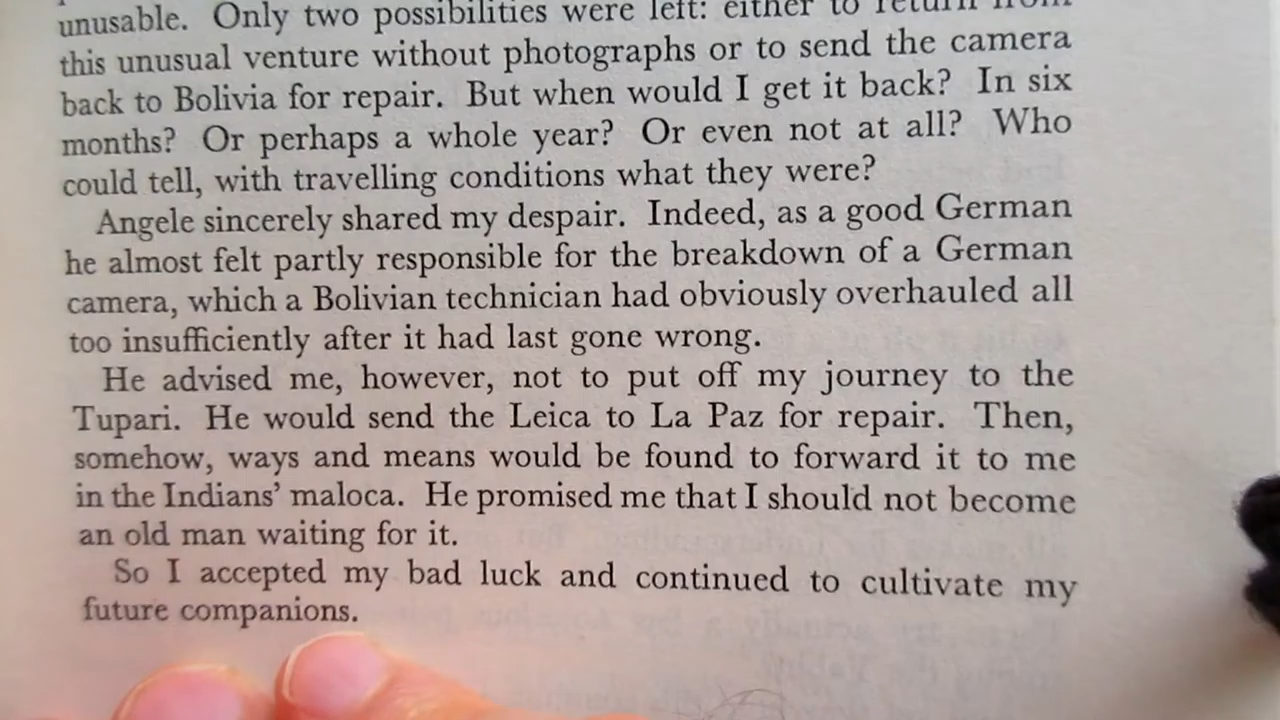 unusable. Only two possibilities were left: either to return from
this unusual venture without photographs or to send the camera
back to Bolivia for repair. But when would I get it back? In six
months? Or perhaps a whole year? Or even not at all? Who
could tell, with travelling conditions what they were?
Angele sincerely shared my despair. Indeed, as a good German
he almost felt partly responsible for the breakdown of a German
camera, which a Bolivian technician had obviously overhauled all
too insufficiently after it had last gone wrong.
He advised me, however, not to put off my journey to the
Tupari. He would send the Leica to La Paz for repair. Then,
somehow, ways and means would be found to forward it to me
in the Indians’ maloca. He promised me that I should not become
an old man waiting for it.
So I accepted my bad luck and continued to cultivate my
future companions.